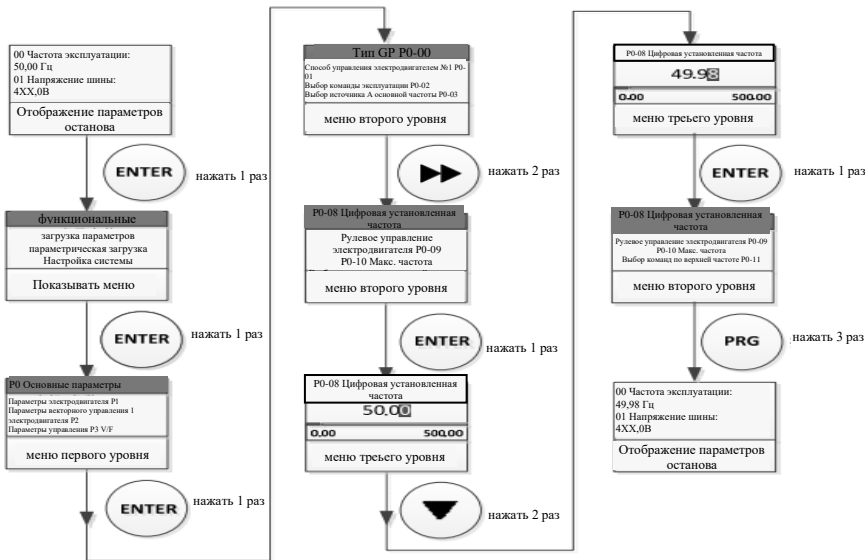 00 Частота эксплуатации:
50,00 Гц
01 Напряжение шины:
4XX,0В
Отображение параметров
останова
ENTER
нажать 1 раз
функциональные
загрузка параметров
параметрическая загрузка
Настройка системы
Показывать меню
ENTER
нажать 1 раз
P0 Основные параметры
Параметры электродвигателя P1
Параметры векторного управления 1
электродвигателя P2
Параметры управления P3 V/F
меню первого уровня
ENTER
нажать 1 раз
Тип GP P0-00
Способ управления электродвигателем №1 P0-
01
Выбор команды эксплуатации P0-02
Выбор источника А основной частоты P0-03
меню второго уровня
нажать 2 раз
P0-08 Цифровая установленная
частота
Рулевое управление
электродвигателя P0-09
P0-10 Макс. частота
меню второго уровня
ENTER
нажать 1 раз
P0-08 Цифровая установленная
частота
50.00
0.00 500.00
меню треьего уровня
нажать 2 раз
P0-08 Цифровая установленная частота
49.98
0.00 500.00
меню треьего уровня
ENTER
нажать 1 раз
P0-08 Цифровая установленная
частота
Рулевое управление электродвигателя P0-09
P0-10 Макс. частота
Выбор команд по верхней частоте P0-11
меню второго уровня
PRG
нажать 3 раз
00 Частота эксплуатации:
49,98 Гц
01 Напряжение шины:
4XX,0В
Отображение параметров
останова